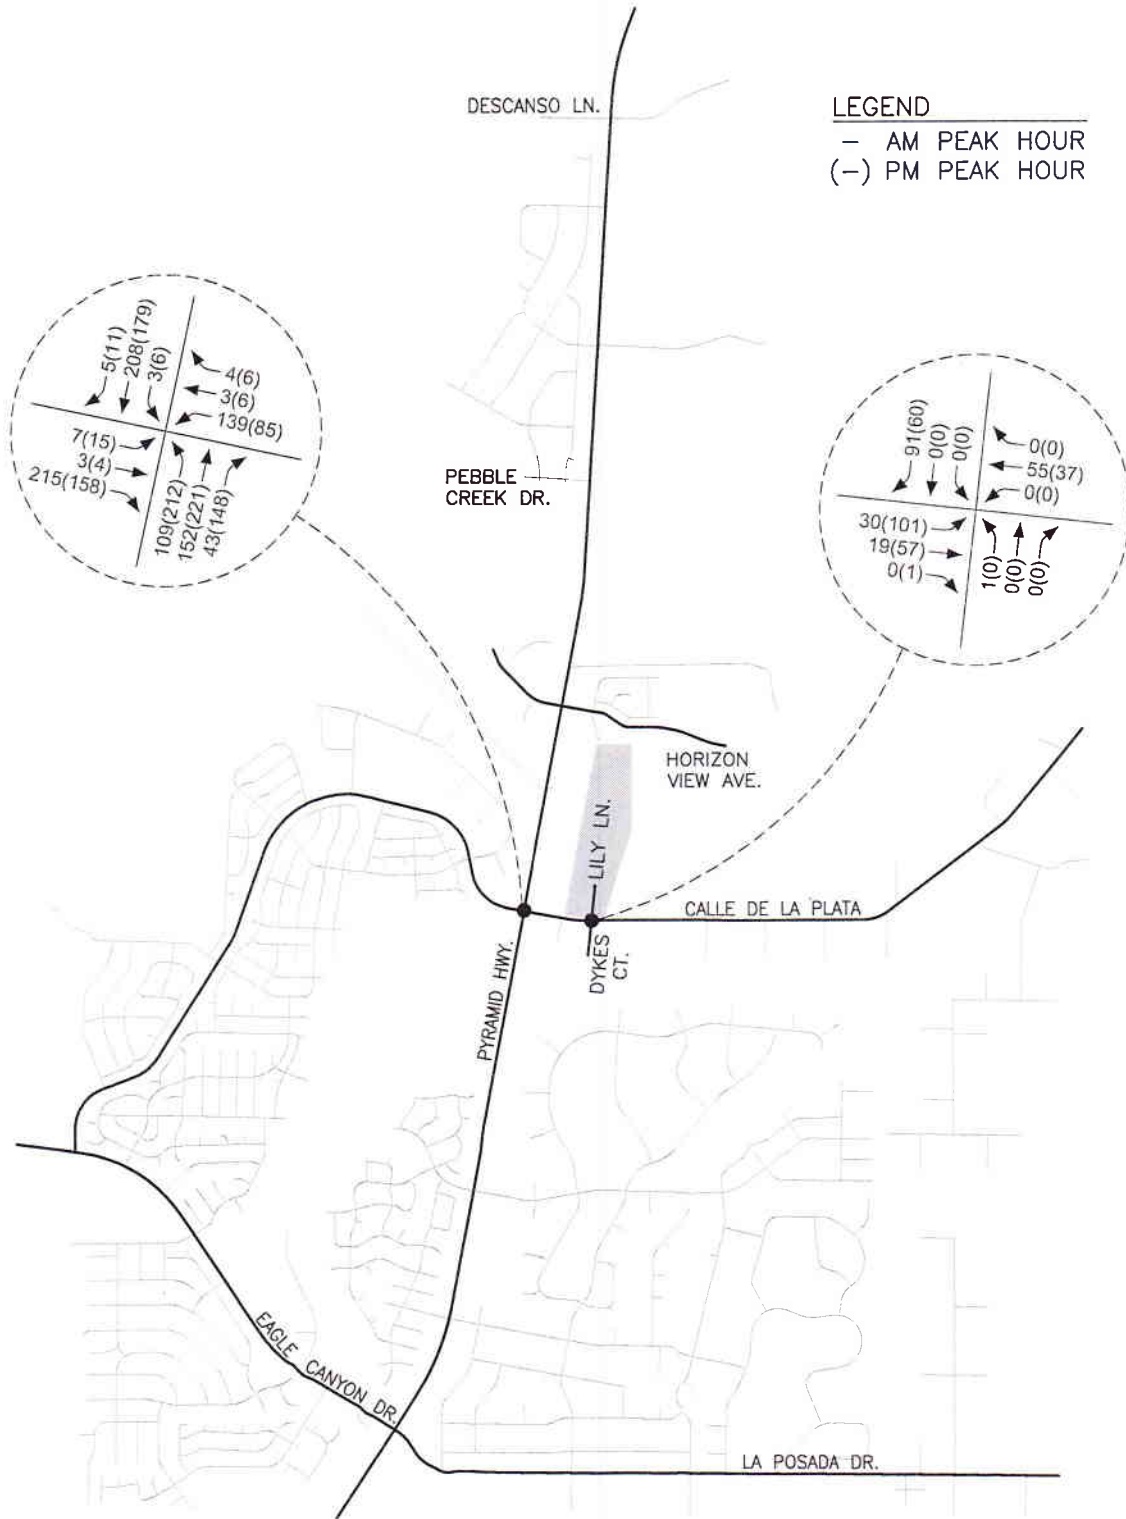 DESCANSO LN.
LEGEND
– AM PEAK HOUR
(–) PM PEAK HOUR
5(11)
208(179)
3(6)
4(6)
3(6)
139(85)
7(15)
3(4)
215(158)
109(212)
152(221)
43(148)
91(60)
0(0)
0(0)
0(0)
55(37)
0(0)
30(101)
19(57)
0(1)
1(0)
0(0)
0(0)
PEBBLE
CREEK DR.
HORIZON
VIEW AVE.
LILY LN.
CALLE DE LA PLATA
DYKES
CT.
PYRAMID HWY.
EAGLE CANYON DR.
LA POSADA DR.